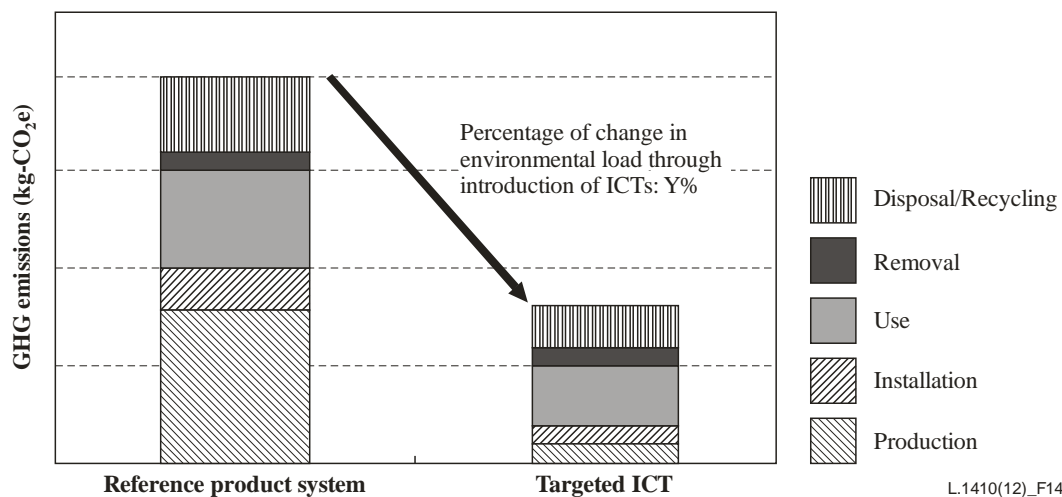 GHG emissions (kg-CO₂e)
Percentage of change in
environmental load through
introduction of ICTs: Y%
Disposal/Recycling
Removal
Use
Installation
Production
Reference product system
Targeted ICT
L.1410(12)_F14